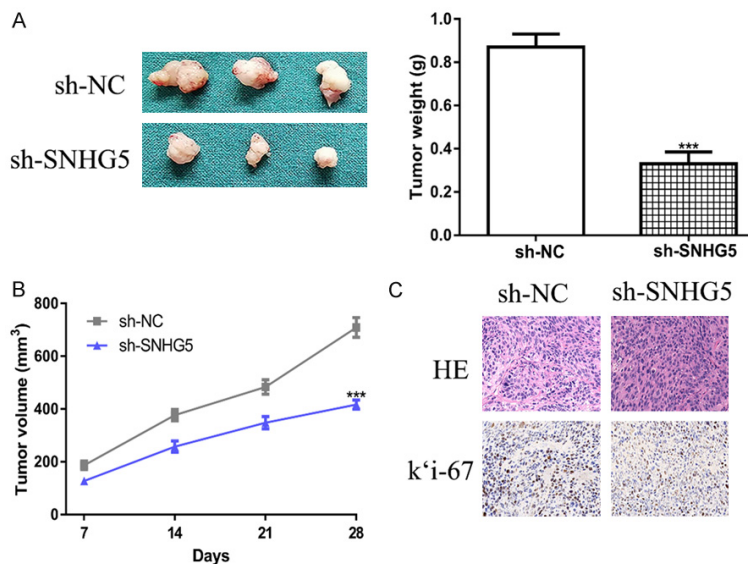 A
sh-NC
sh-SNHG5
Tumor weight (g)
1.0
0.8
0.6
0.4
0.2
0.0
***
sh-NC
sh-SNHG5
B
Tumor volume (mm³)
800
600
400
200
0
sh-NC
sh-SNHG5
***
7
14
21
28
Days
C
sh-NC
sh-SNHG5
HE
k‘i-67